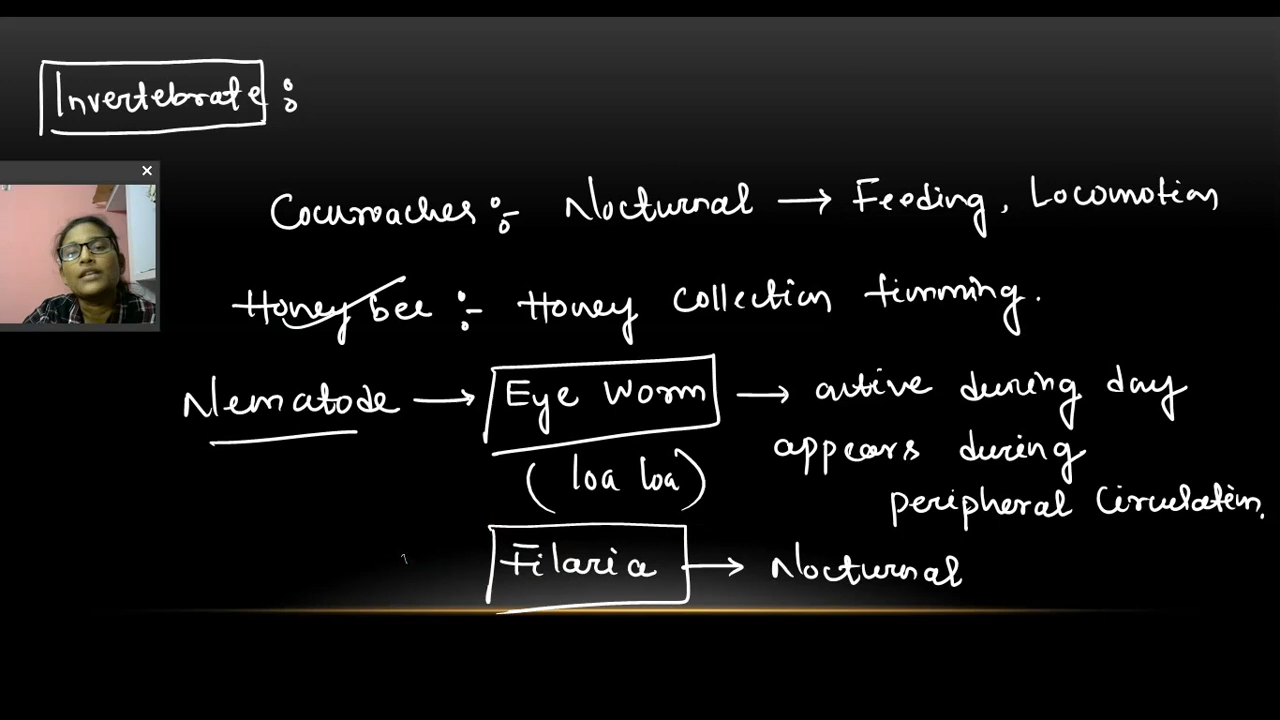 Invertebrate :
Cocuroaches :- Nocturnal → Feeding, Locomotion
Honey bee :- Honey collection timming.
Nematode → Eye Worm → active during day
appears during
(loa loa)
peripheral Circulation.
Filaria → Nocturnal